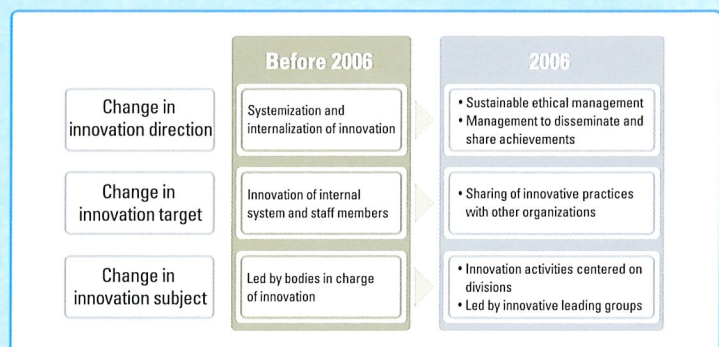 Before 2006
2006
Change in
innovation direction
Systemization and
internalization of innovation
• Sustainable ethical management
• Management to disseminate and
share achievements
Change in
innovation target
Innovation of internal
system and staff members
• Sharing of innovative practices
with other organizations
Change in
innovation subject
Led by bodies in charge
of innovation
• Innovation activities centered on
divisions
• Led by innovative leading groups